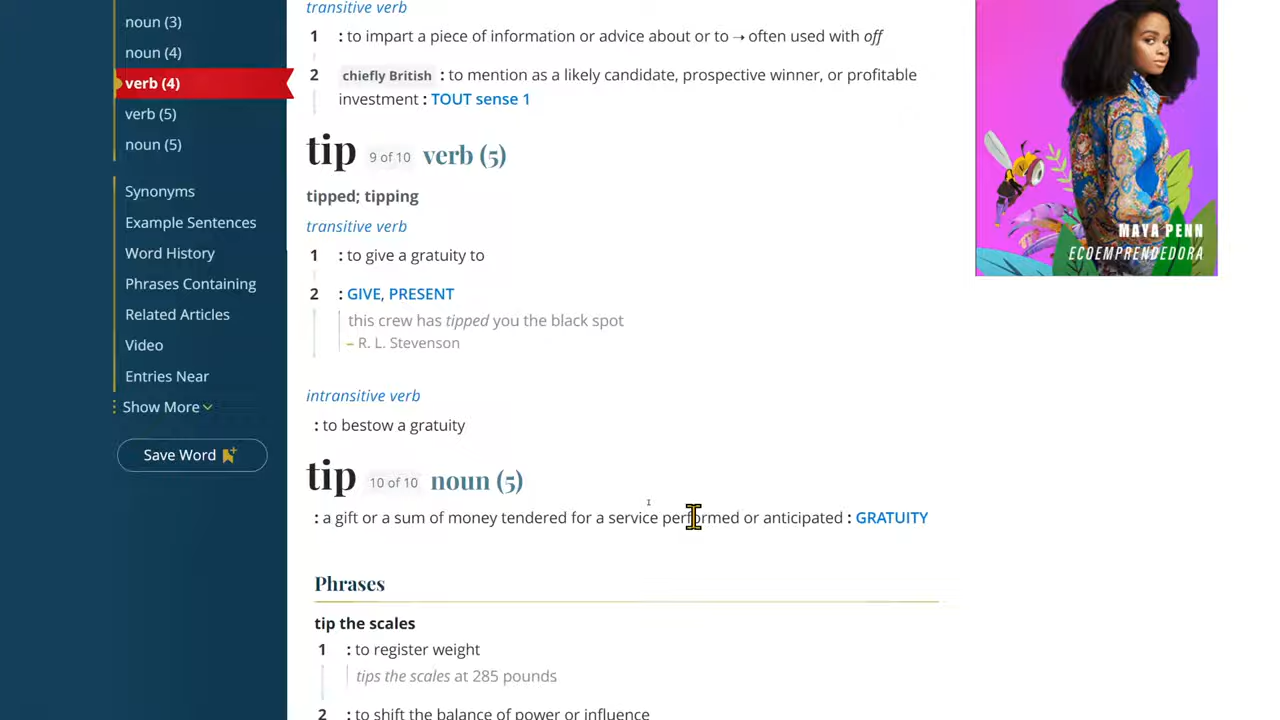 noun (3)
noun (4)
verb (4)
verb (5)
noun (5)
Synonyms
Example Sentences
Word History
Phrases Containing
Related Articles
Video
Entries Near
Show More
Save Word
transitive verb
1 : to impart a piece of information or advice about or to → often used with off
2 chiefly British : to mention as a likely candidate, prospective winner, or profitable
investment : TOUT sense 1
tip 9 of 10 verb (5)
tipped; tipping
transitive verb
1 : to give a gratuity to
2 : GIVE, PRESENT
this crew has tipped you the black spot
– R. L. Stevenson
intransitive verb
: to bestow a gratuity
tip 10 of 10 noun (5)
: a gift or a sum of money tendered for a service performed or anticipated : GRATUITY
Phrases
tip the scales
1 : to register weight
tips the scales at 285 pounds
2 : to shift the balance of power or influence
MAYA PENN
ECOEMPRENDEDORA